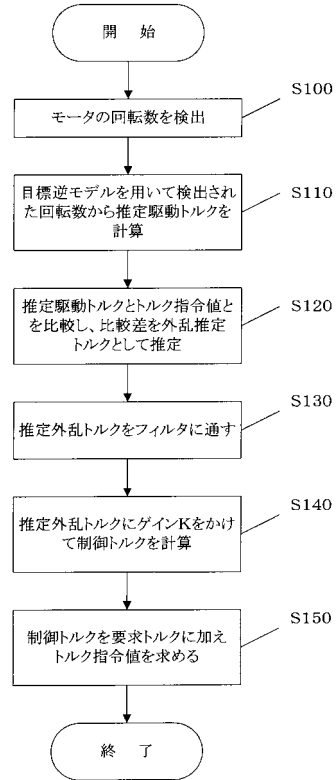 開 始
S100
モータの回転数を検出
S110
目標逆モデルを用いて検出され
た回転数から推定駆動トルクを
計算
S120
推定駆動トルクとトルク指令値と
を比較し、比較差を外乱推定
トルクとして推定
S130
推定外乱トルクをフィルタに通す
S140
推定外乱トルクにゲインKをかけ
て制御トルクを計算
S150
制御トルクを要求トルクに加え
トルク指令値を求める
終 了